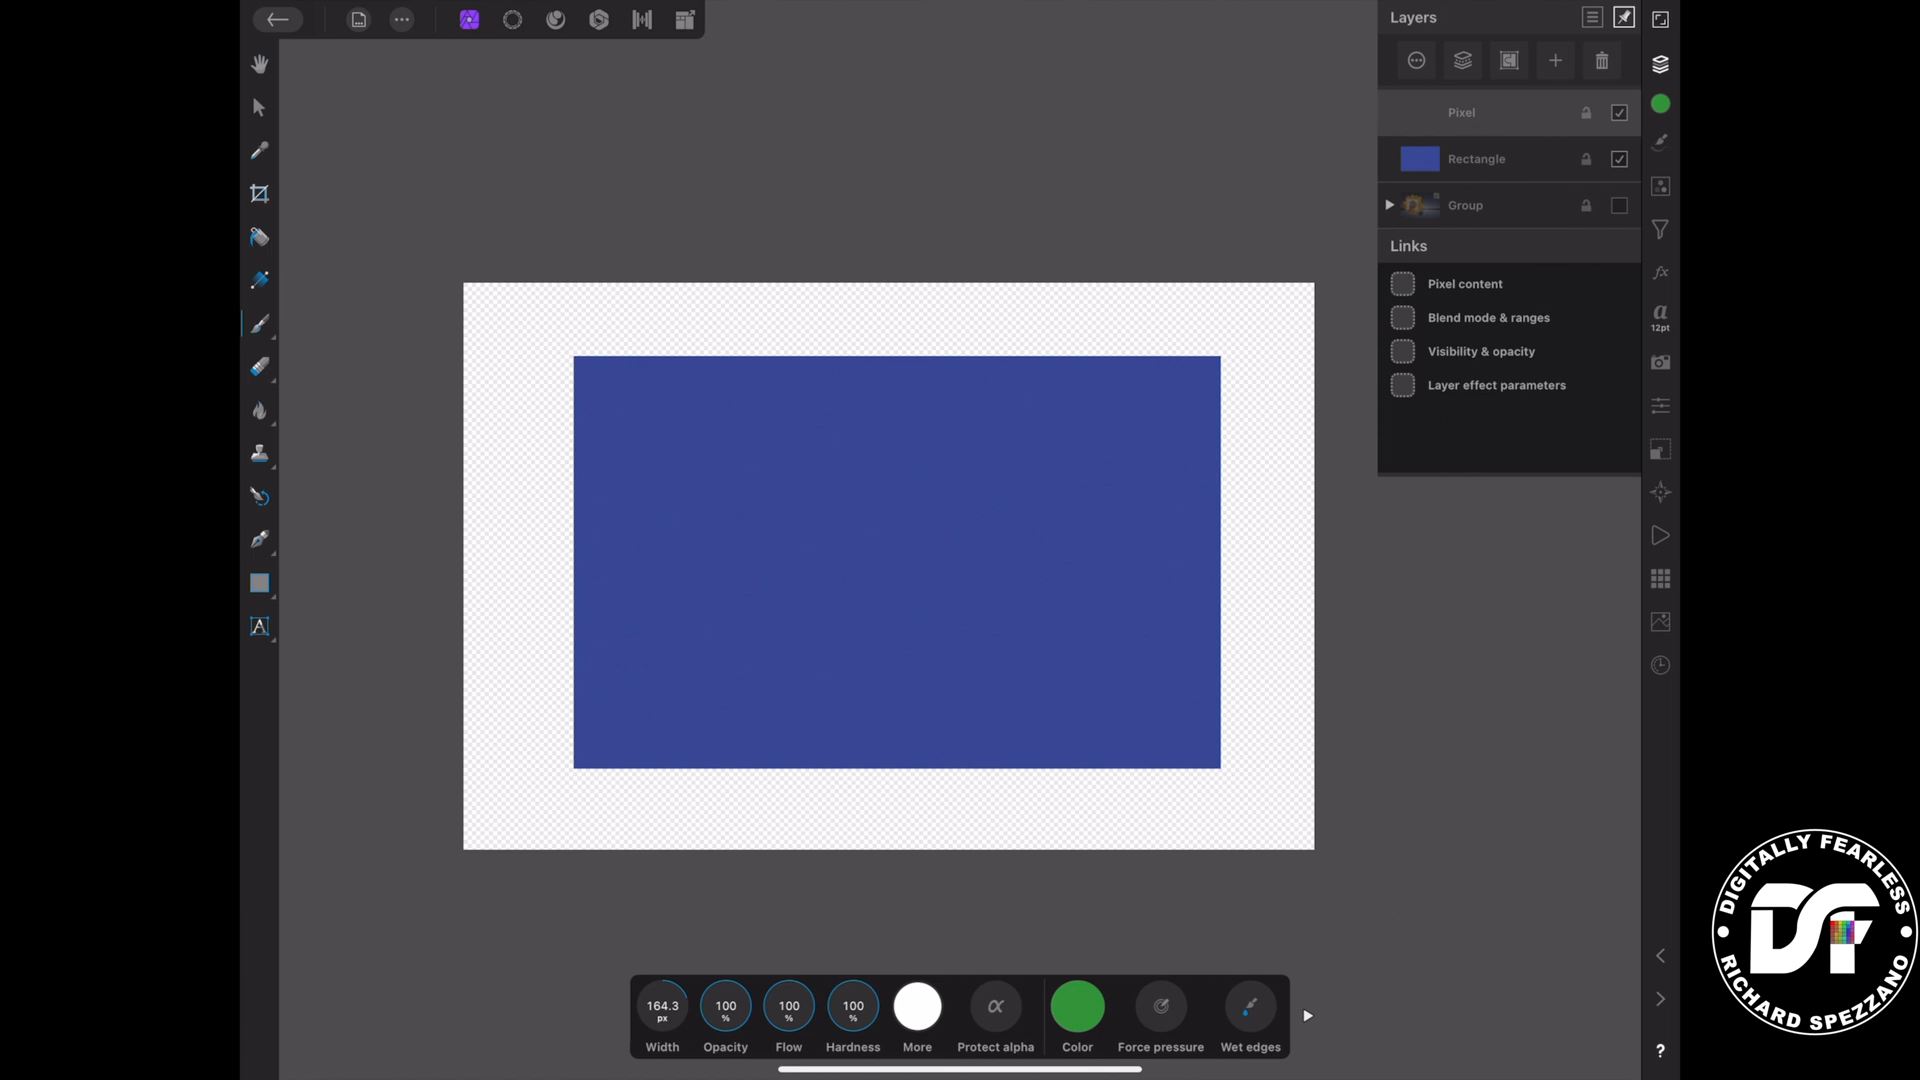 Layers
Pixel
Rectangle
Group
Links
Pixel content
Blend mode & ranges
Visibility & opacity
Layer effect parameters
a
12pt
fx
A
164.3
px
100
%
100
%
100
%
α
Width
Opacity
Flow
Hardness
More
Protect alpha
Color
Force pressure
Wet edges
?
DIGITALLY FEARLESS
DF
RICHARD SPEZZANO